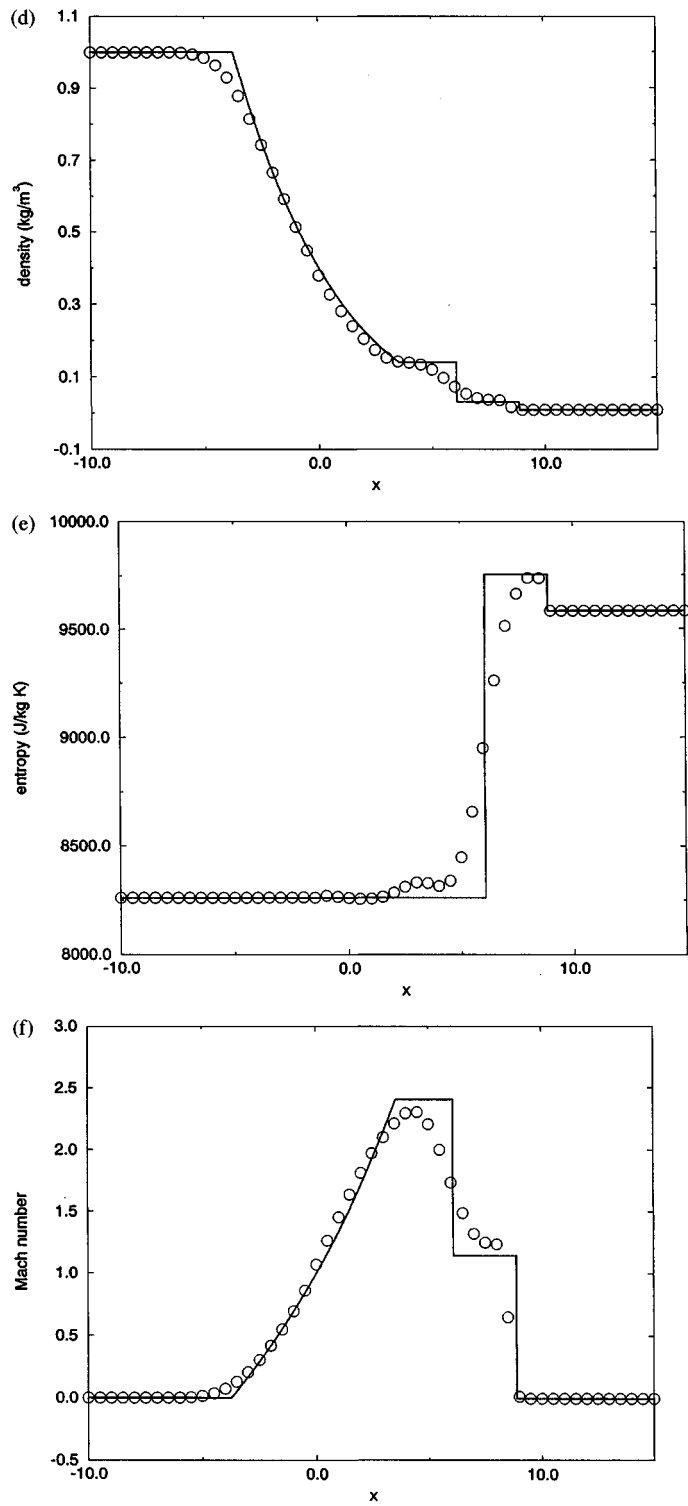 (d)
1.1
0.9
0.7
0.5
0.3
0.1
-0.1
density (kg/m³)
-10.0 0.0 10.0
x
(e)
10000.0
9500.0
9000.0
8500.0
8000.0
entropy (J/kg K)
-10.0 0.0 10.0
x
(f)
3.0
2.5
2.0
1.5
1.0
0.5
0.0
-0.5
Mach number
-10.0 0.0 10.0
x